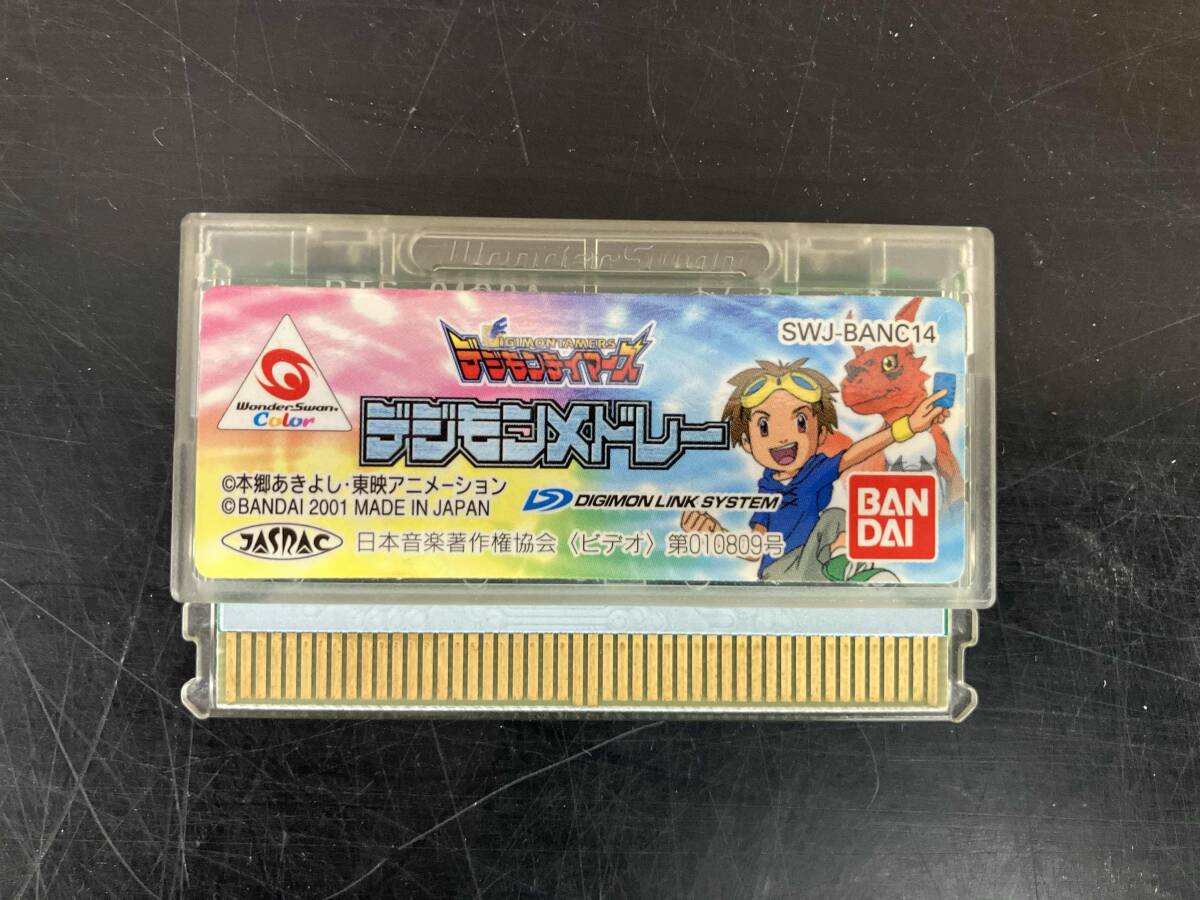 WonderSwan
SWJ-BANC14
DIGIMON TAMERS
デジモンテイマーズ
WonderSwan
Color
デジモンメドレー
©本郷あきよし・東映アニメーション
©BANDAI 2001 MADE IN JAPAN
DIGIMON LINK SYSTEM
BAN
DAI
JASRAC
日本音楽著作権協会〈ビデオ〉第010809号